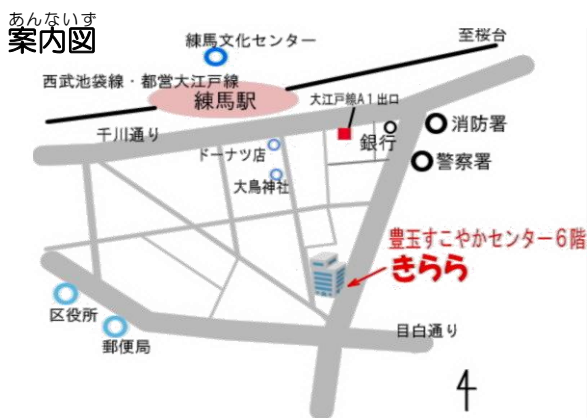 あんないず
案内図
練馬文化センター
至桜台
西武池袋線・都営大江戸線
練馬駅
大江戸線A1出口
千川通り
銀行
消防署
ドーナツ店
警察署
大鳥神社
豊玉すこやかセンター6階
きらら
区役所
目白通り
郵便局